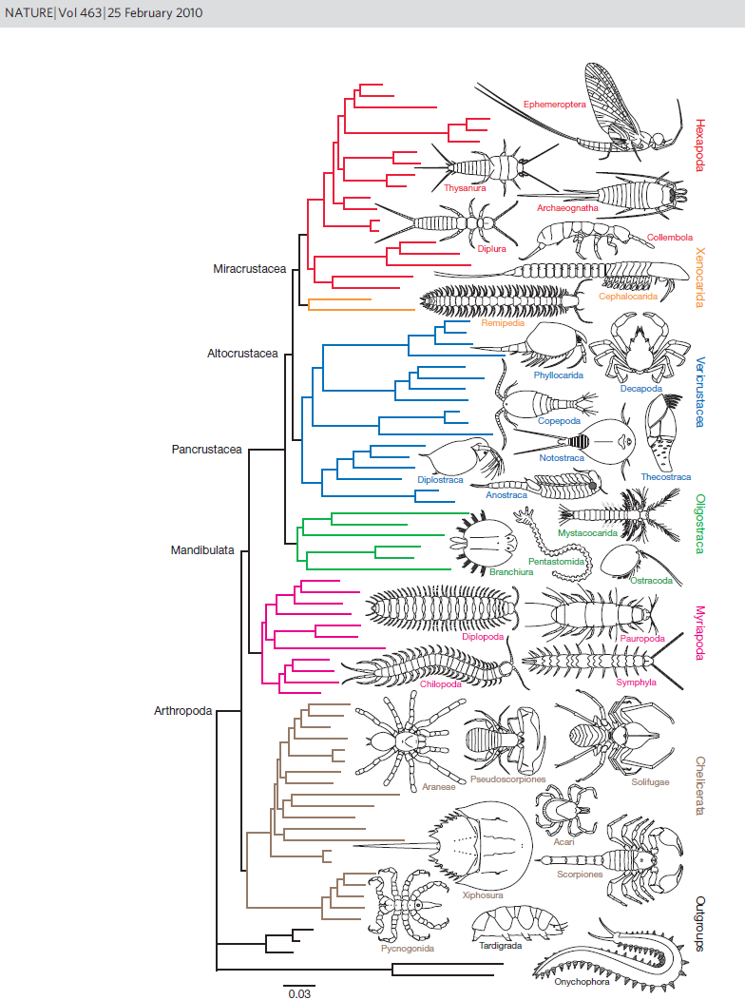 NATURE|Vol 463|25 February 2010
Ephemeroptera
Hexapoda
Thysanura
Archaeognatha
Collembola
Diplura
Xenocarida
Miracrustacea
Cephalocarida
Remipedia
Altocrustacea
Phyllocarida
Decapoda
Vericrustacea
Copepoda
Pancrustacea
Notostraca
Diplostraca
Thecostraca
Anostraca
Oligostraca
Mystacocarida
Mandibulata
Pentastomida
Branchiura
Ostracoda
Myriapoda
Diplopoda
Pauropoda
Chilopoda
Symphyla
Arthropoda
Chelicerata
Araneae
Pseudoscorpiones
Solifugae
Acari
Scorpiones
Xiphosura
Outgroups
Pycnogonida
Tardigrada
Onychophora
0.03